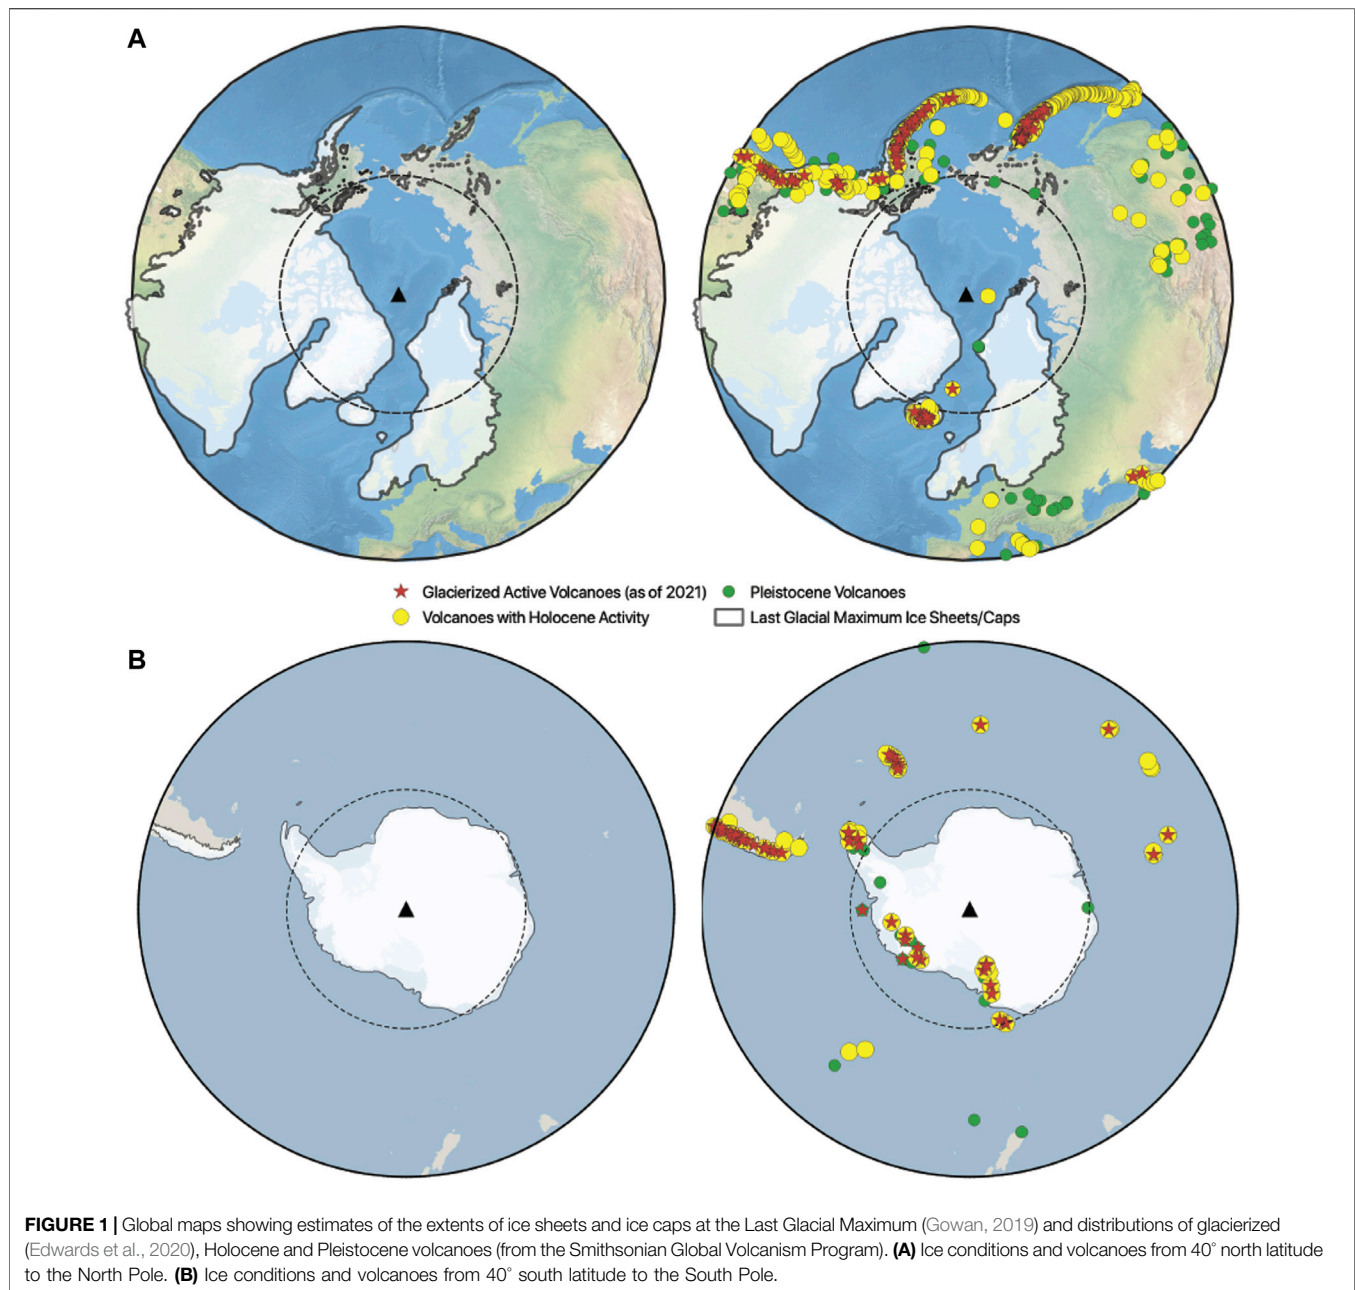 A
Glacierized Active Volcanoes (as of 2021)
Pleistocene Volcanoes
Volcanoes with Holocene Activity
Last Glacial Maximum Ice Sheets/Caps
B
FIGURE 1 | Global maps showing estimates of the extents of ice sheets and ice caps at the Last Glacial Maximum (Gowan, 2019) and distributions of glacierized
(Edwards et al., 2020), Holocene and Pleistocene volcanoes (from the Smithsonian Global Volcanism Program). (A) Ice conditions and volcanoes from 40° north latitude
to the North Pole. (B) Ice conditions and volcanoes from 40° south latitude to the South Pole.